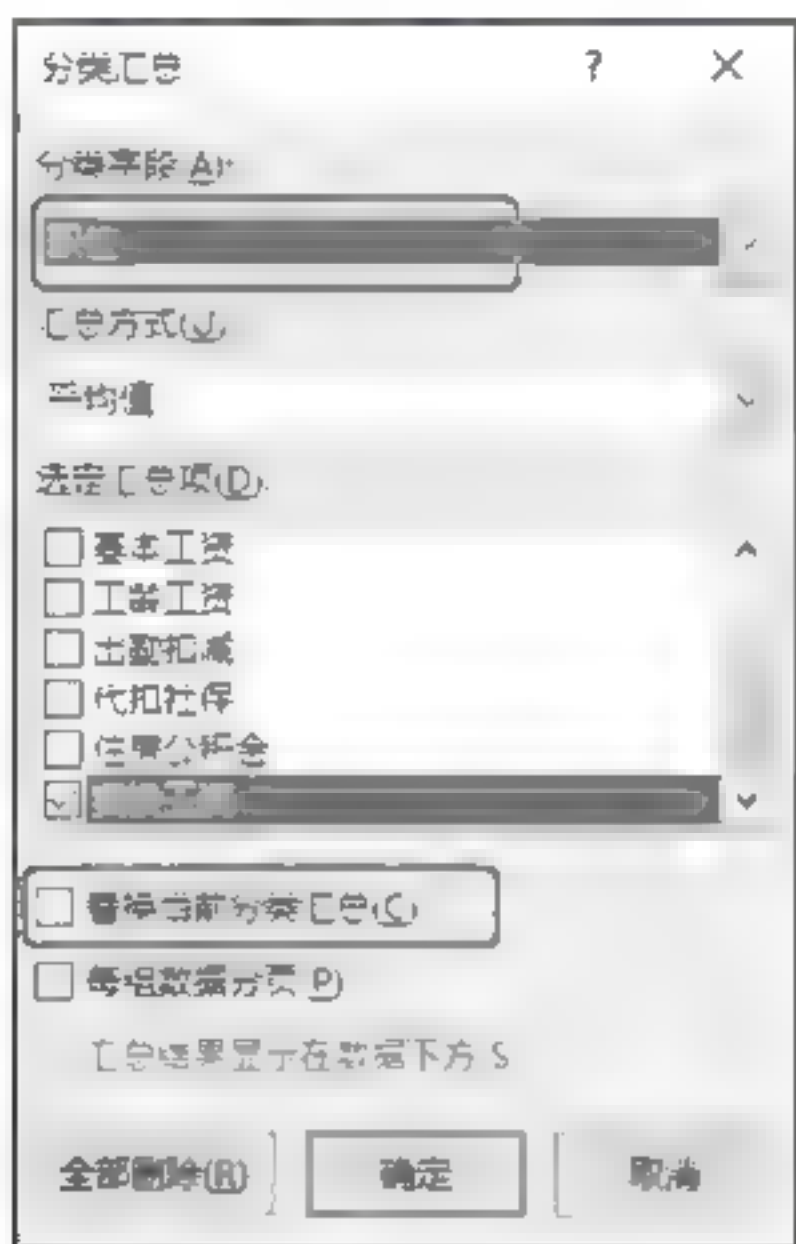 分类汇总 ? ×
分类字段(A):
汇总方式(U):
平均值
选定汇总项(D):
基本工资
工龄工资
出勤扣减
代扣社保
住房公积金
替换当前分类汇总(C)
每组数据分页(P)
汇总结果显示在数据下方(S)
全部删除(R) 确定 取消